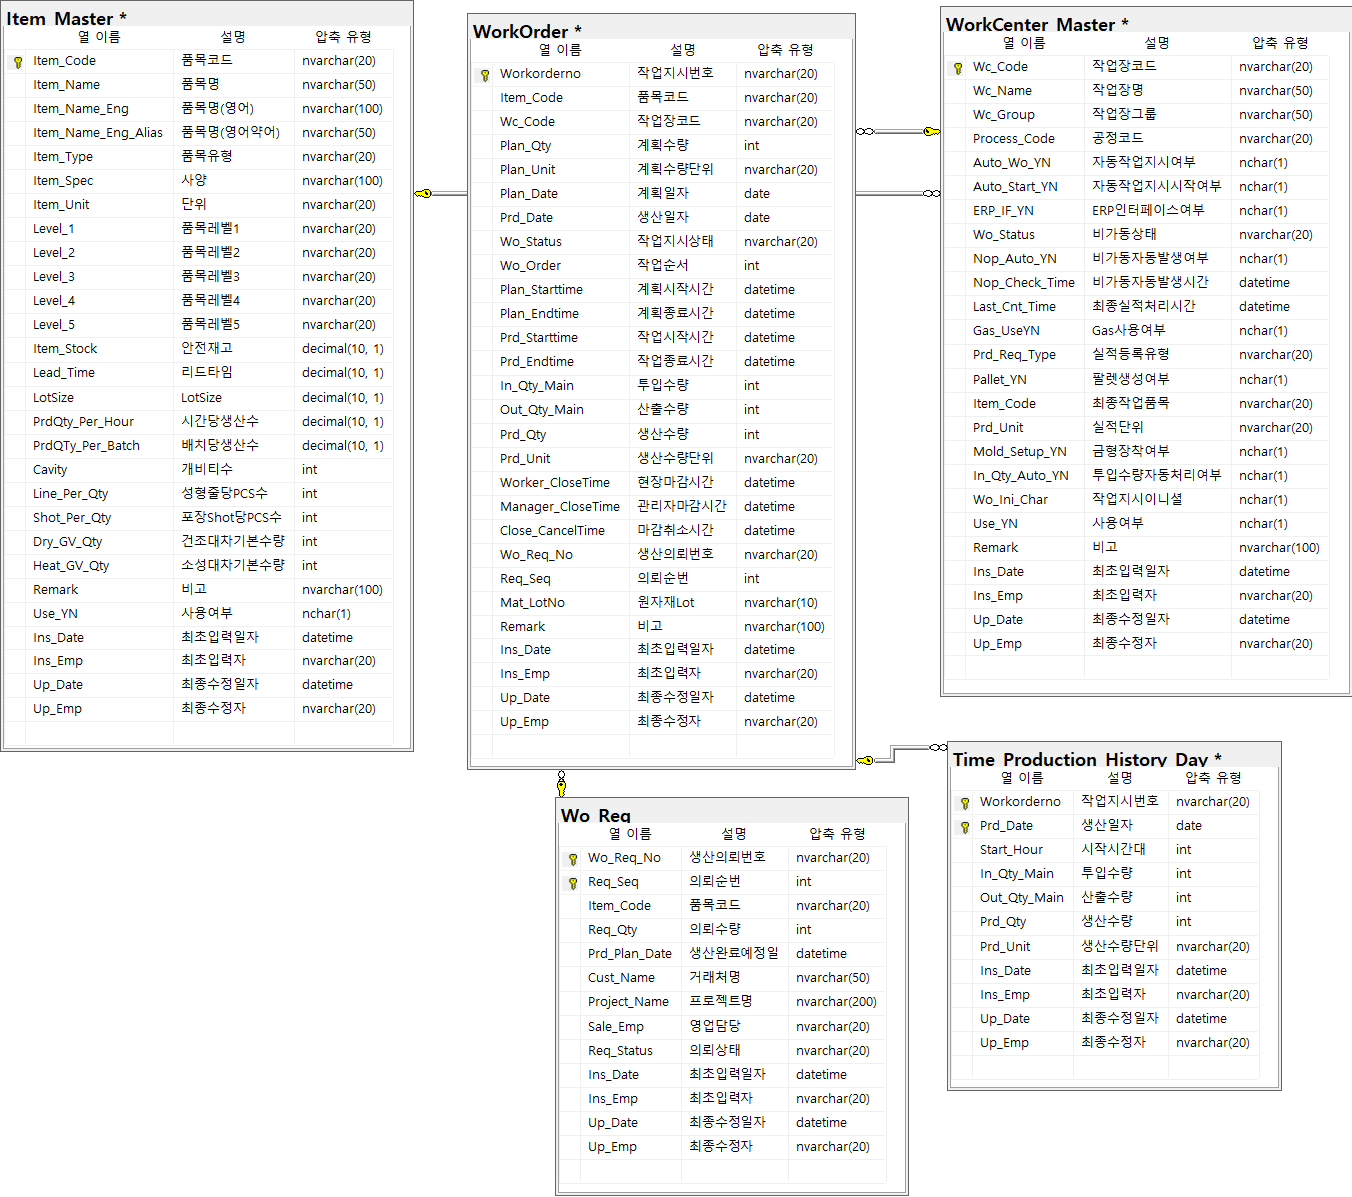 Item_Master *
열 이름 설명 압축 유형
Item_Code 품목코드 nvarchar(20)
Item_Name 품목명 nvarchar(50)
Item_Name_Eng 품목명(영어) nvarchar(100)
Item_Name_Eng_Alias 품목명(영어약어) nvarchar(50)
Item_Type 품목유형 nvarchar(20)
Item_Spec 사양 nvarchar(100)
Item_Unit 단위 nvarchar(20)
Level_1 품목레벨1 nvarchar(20)
Level_2 품목레벨2 nvarchar(20)
Level_3 품목레벨3 nvarchar(20)
Level_4 품목레벨4 nvarchar(20)
Level_5 품목레벨5 nvarchar(20)
Item_Stock 안전재고 decimal(10, 1)
Lead_Time 리드타임 decimal(10, 1)
LotSize LotSize decimal(10, 1)
PrdQty_Per_Hour 시간당생산수 decimal(10, 1)
PrdQTy_Per_Batch 배치당생산수 decimal(10, 1)
Cavity 개비티수 int
Line_Per_Qty 성형줄당PCS수 int
Shot_Per_Qty 포장Shot당PCS수 int
Dry_GV_Qty 건조대차기본수량 int
Heat_GV_Qty 소성대차기본수량 int
Remark 비고 nvarchar(100)
Use_YN 사용여부 nchar(1)
Ins_Date 최초입력일자 datetime
Ins_Emp 최초입력자 nvarchar(20)
Up_Date 최종수정일자 datetime
Up_Emp 최종수정자 nvarchar(20)
WorkOrder *
열 이름 설명 압축 유형
Workorderno 작업지시번호 nvarchar(20)
Item_Code 품목코드 nvarchar(20)
Wc_Code 작업장코드 nvarchar(20)
Plan_Qty 계획수량 int
Plan_Unit 계획수량단위 nvarchar(20)
Plan_Date 계획일자 date
Prd_Date 생산일자 date
Wo_Status 작업지시상태 nvarchar(20)
Wo_Order 작업순서 int
Plan_Starttime 계획시작시간 datetime
Plan_Endtime 계획종료시간 datetime
Prd_Starttime 작업시작시간 datetime
Prd_Endtime 작업종료시간 datetime
In_Qty_Main 투입수량 int
Out_Qty_Main 산출수량 int
Prd_Qty 생산수량 int
Prd_Unit 생산수량단위 nvarchar(20)
Worker_CloseTime 현장마감시간 datetime
Manager_CloseTime 관리자마감시간 datetime
Close_CancelTime 마감취소시간 datetime
Wo_Req_No 생산의뢰번호 nvarchar(20)
Req_Seq 의뢰순번 int
Mat_LotNo 원자재Lot nvarchar(10)
Remark 비고 nvarchar(100)
Ins_Date 최초입력일자 datetime
Ins_Emp 최초입력자 nvarchar(20)
Up_Date 최종수정일자 datetime
Up_Emp 최종수정자 nvarchar(20)
WorkCenter_Master *
열 이름 설명 압축 유형
Wc_Code 작업장코드 nvarchar(20)
Wc_Name 작업장명 nvarchar(50)
Wc_Group 작업장그룹 nvarchar(50)
Process_Code 공정코드 nvarchar(20)
Auto_Wo_YN 자동작업지시여부 nchar(1)
Auto_Start_YN 자동작업지시시작여부 nchar(1)
ERP_IF_YN ERP인터페이스여부 nchar(1)
Wo_Status 비가동상태 nvarchar(20)
Nop_Auto_YN 비가동자동발생여부 nchar(1)
Nop_Check_Time 비가동자동발생시간 datetime
Last_Cnt_Time 최종실적처리시간 datetime
Gas_UseYN Gas사용여부 nchar(1)
Prd_Req_Type 실적등록유형 nvarchar(20)
Pallet_YN 팔렛생성여부 nchar(1)
Item_Code 최종작업품목 nvarchar(20)
Prd_Unit 실적단위 nvarchar(20)
Mold_Setup_YN 금형장착여부 nchar(1)
In_Qty_Auto_YN 투입수량자동처리여부 nchar(1)
Wo_Ini_Char 작업지시이니셜 nchar(1)
Use_YN 사용여부 nchar(1)
Remark 비고 nvarchar(100)
Ins_Date 최초입력일자 datetime
Ins_Emp 최초입력자 nvarchar(20)
Up_Date 최종수정일자 datetime
Up_Emp 최종수정자 nvarchar(20)
Time_Production_History_Day *
열 이름 설명 압축 유형
Workorderno 작업지시번호 nvarchar(20)
Prd_Date 생산일자 date
Start_Hour 시작시간대 int
In_Qty_Main 투입수량 int
Out_Qty_Main 산출수량 int
Prd_Qty 생산수량 int
Prd_Unit 생산수량단위 nvarchar(20)
Ins_Date 최초입력일자 datetime
Ins_Emp 최초입력자 nvarchar(20)
Up_Date 최종수정일자 datetime
Up_Emp 최종수정자 nvarchar(20)
Wo_Req
열 이름 설명 압축 유형
Wo_Req_No 생산의뢰번호 nvarchar(20)
Req_Seq 의뢰순번 int
Item_Code 품목코드 nvarchar(20)
Req_Qty 의뢰수량 int
Prd_Plan_Date 생산완료예정일 datetime
Cust_Name 거래처명 nvarchar(50)
Project_Name 프로젝트명 nvarchar(200)
Sale_Emp 영업담당 nvarchar(20)
Req_Status 의뢰상태 nvarchar(20)
Ins_Date 최초입력일자 datetime
Ins_Emp 최초입력자 nvarchar(20)
Up_Date 최종수정일자 datetime
Up_Emp 최종수정자 nvarchar(20)